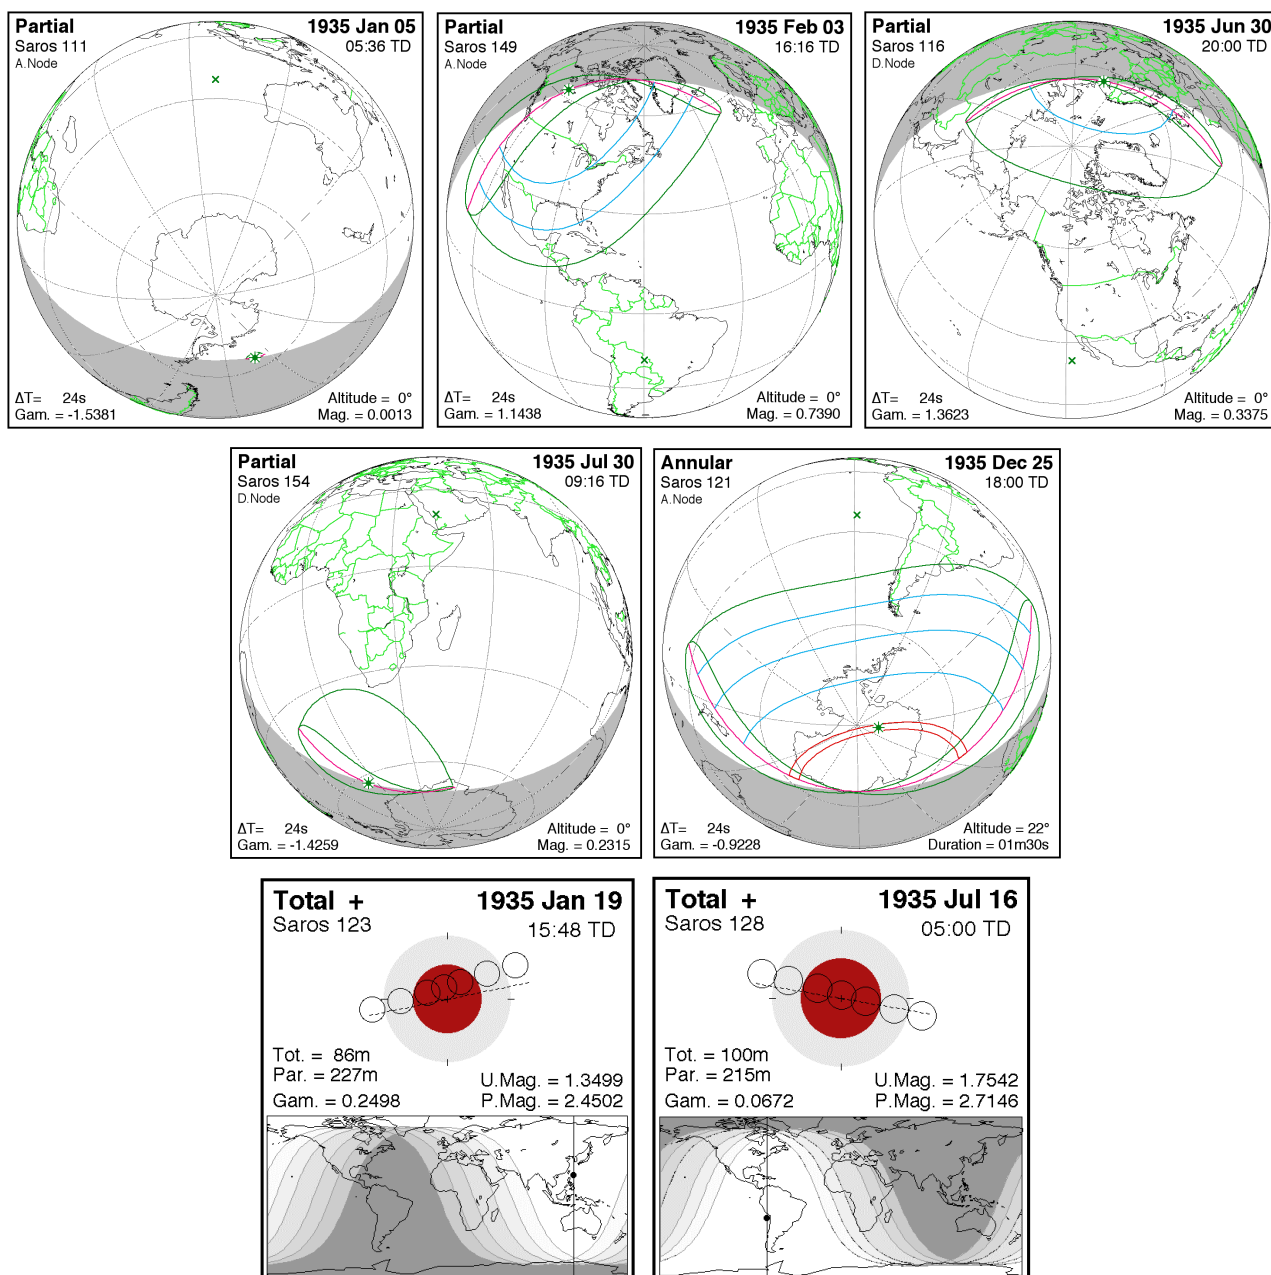 Partial
1935 Jan 05
Saros 111
05:36 TD
A.Node
ΔT= 24s
Altitude = 0°
Gam. = -1.5381
Mag. = 0.0013
Partial
1935 Feb 03
Saros 149
16:16 TD
A.Node
ΔT= 24s
Altitude = 0°
Gam. = 1.1438
Mag. = 0.7390
Partial
1935 Jun 30
Saros 116
20:00 TD
D.Node
ΔT= 24s
Altitude = 0°
Gam. = 1.3623
Mag. = 0.3375
Partial
1935 Jul 30
Saros 154
09:16 TD
D.Node
ΔT= 24s
Altitude = 0°
Gam. = -1.4259
Mag. = 0.2315
Annular
1935 Dec 25
Saros 121
18:00 TD
A.Node
ΔT= 24s
Altitude = 22°
Gam. = -0.9228
Duration = 01m30s
Total +
1935 Jan 19
Saros 123
15:48 TD
Tot. = 86m
Par. = 227m
U.Mag. = 1.3499
Gam. = 0.2498
P.Mag. = 2.4502
Total +
1935 Jul 16
Saros 128
05:00 TD
Tot. = 100m
Par. = 215m
U.Mag. = 1.7542
Gam. = 0.0672
P.Mag. = 2.7146